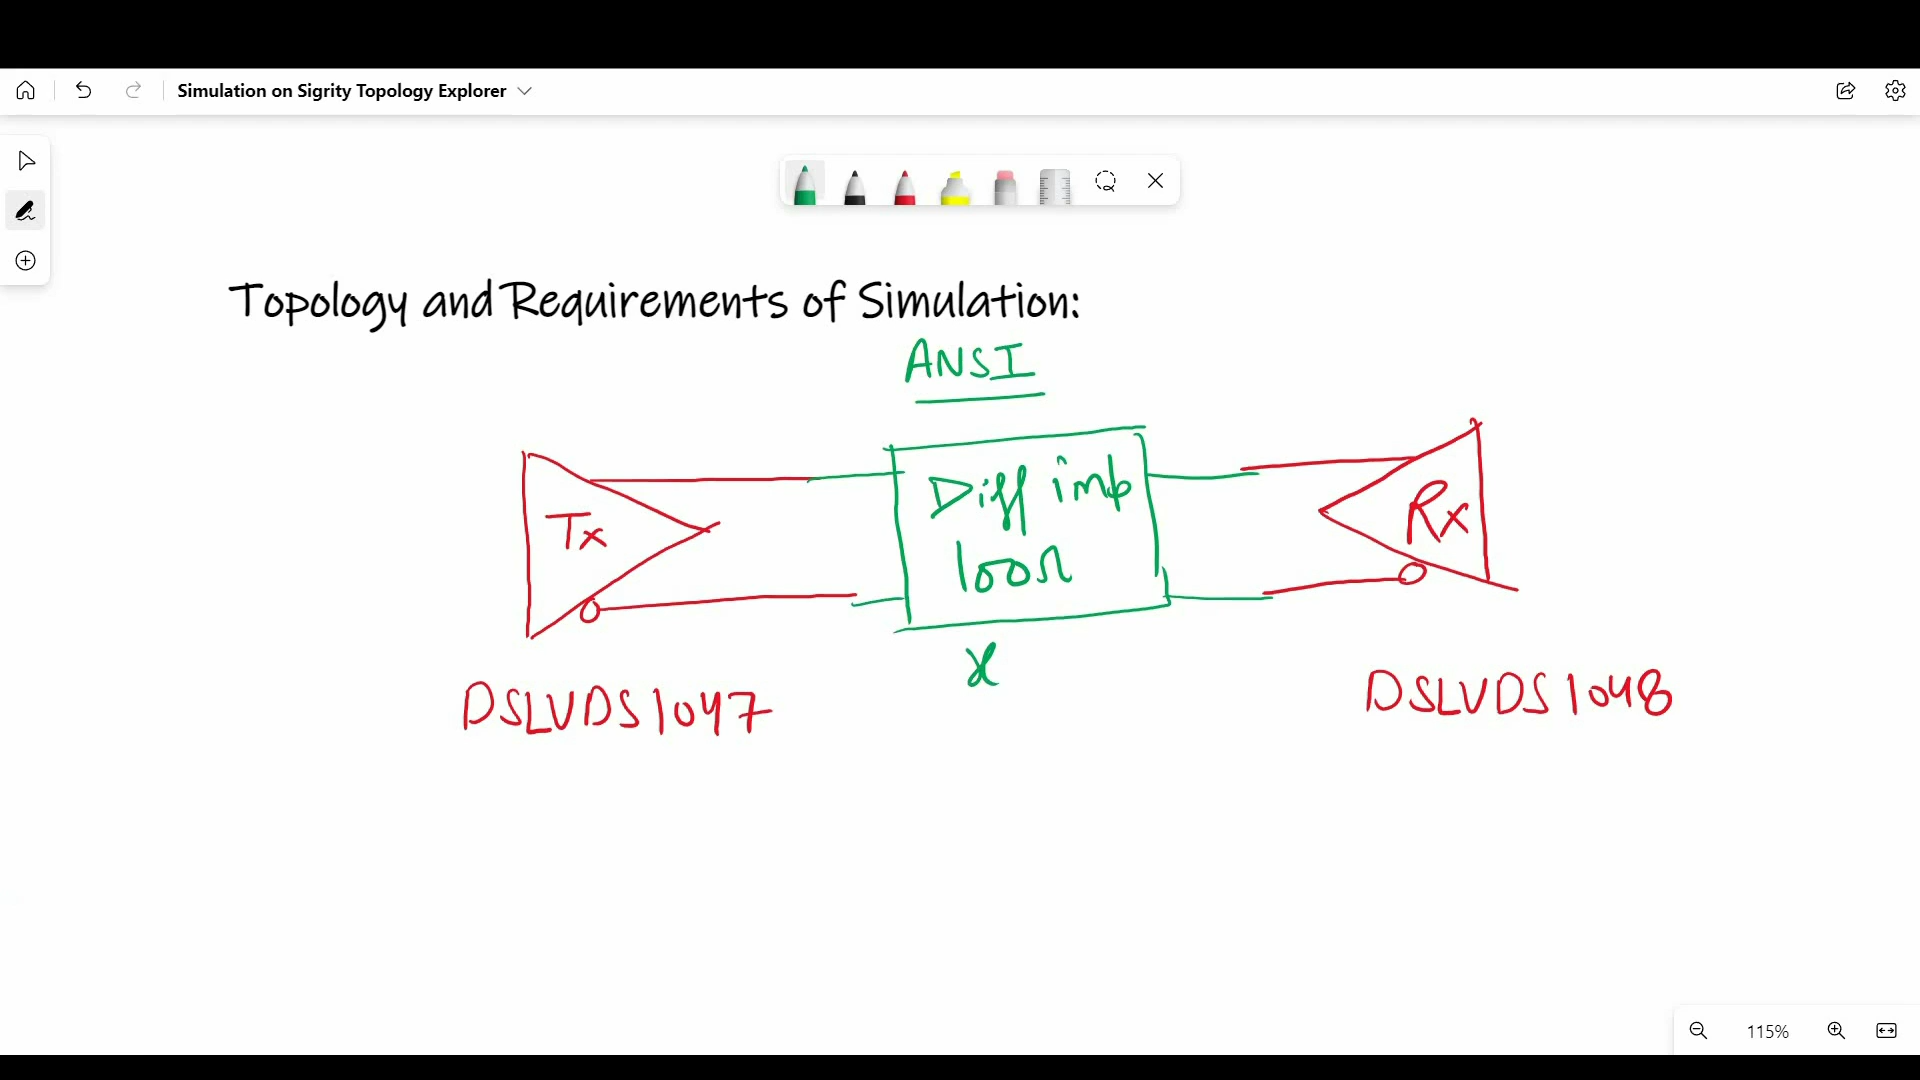 Simulation on Sigrity Topology Explorer
Topology and Requirements of Simulation:
ANSI
Tx
Diff imp
100Ω
Rx
x
DSLVDS1047
DSLVDS1048
115%